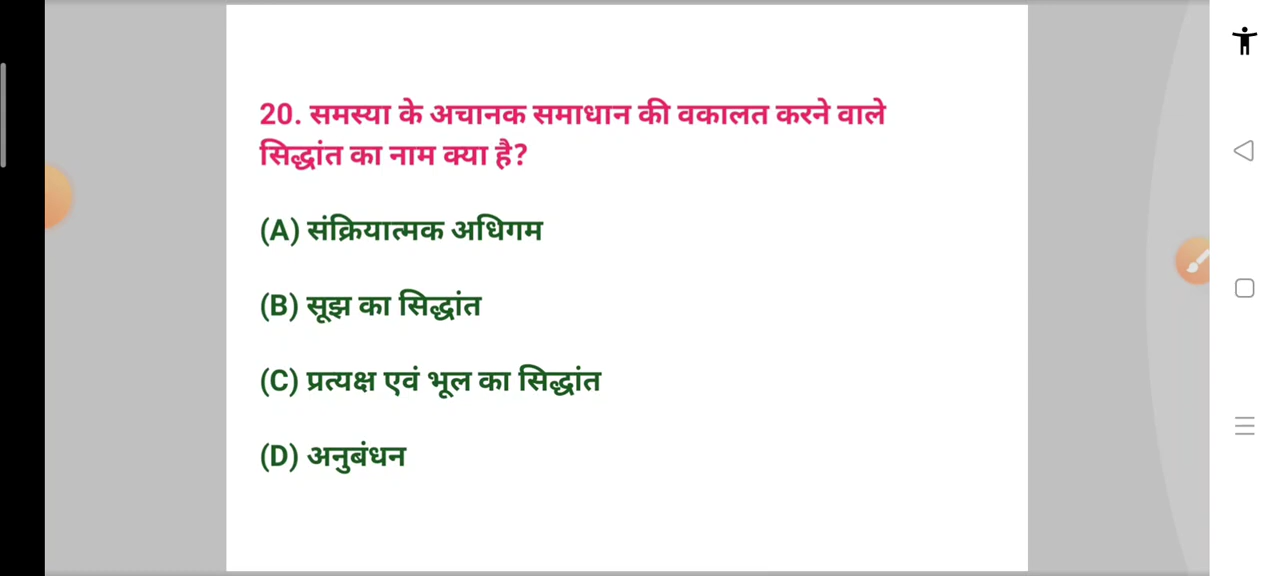 20. समस्या के अचानक समाधान की वकालत करने वाले
सिद्धांत का नाम क्या है?
(A) संक्रियात्मक अधिगम
(B) सूझ का सिद्धांत
(C) प्रत्यक्ष एवं भूल का सिद्धांत
(D) अनुबंधन